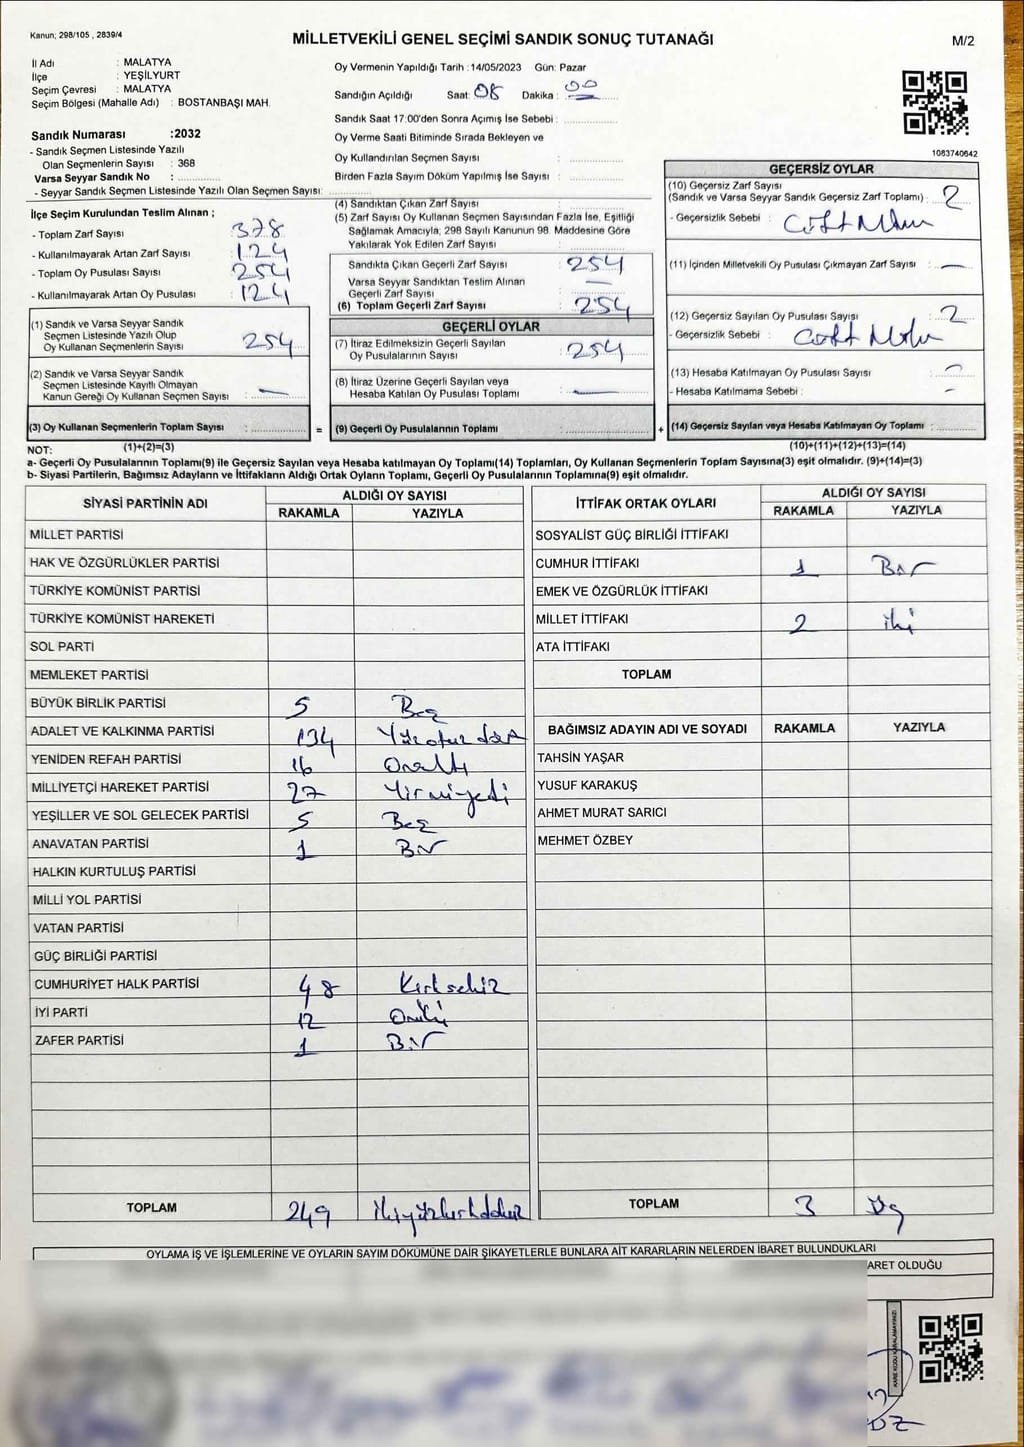 Kanun; 298/105 , 2839/4
MİLLETVEKİLİ GENEL SEÇİMİ SANDIK SONUÇ TUTANAĞI
M/2
İl Adı : MALATYA
İlçe : YEŞİLYURT
Seçim Çevresi : MALATYA
Seçim Bölgesi (Mahalle Adı) : BOSTANBAŞI MAH.
Sandık Numarası :2032
- Sandık Seçmen Listesinde Yazılı
Olan Seçmenlerin Sayısı : 368
Varsa Seyyar Sandık No :
- Seyyar Sandık Seçmen Listesinde Yazılı Olan Seçmen Sayısı:
Oy Vermenin Yapıldığı Tarih :14/05/2023 Gün: Pazar
Sandığın Açıldığı Saat: 08 Dakika : 00
Sandık Saat 17:00'den Sonra Açımış İse Sebebi :
Oy Verme Saati Bitiminde Sırada Bekleyen ve
Oy Kullandırılan Seçmen Sayısı :
Birden Fazla Sayım Döküm Yapılmış İse Sayısı :
1063740642
İlçe Seçim Kurulundan Teslim Alınan ;
- Toplam Zarf Sayısı : 378
- Kullanılmayarak Artan Zarf Sayısı : 124
- Toplam Oy Pusulası Sayısı : 254
- Kullanılmayarak Artan Oy Pusulası : 124
(1) Sandık ve Varsa Seyyar Sandık
Seçmen Listesinde Yazılı Olup
Oy Kullanan Seçmenlerin Sayısı : 254
(2) Sandık ve Varsa Seyyar Sandık
Seçmen Listesinde Kayıtlı Olmayan
Kanun Gereği Oy Kullanan Seçmen Sayısı : —
(3) Oy Kullanan Seçmenlerin Toplam Sayısı :
=
(4) Sandıktan Çıkan Zarf Sayısı :
(5) Zarf Sayısı Oy Kullanan Seçmen Sayısından Fazla İse, Eşitliği
Sağlamak Amacıyla; 298 Sayılı Kanunun 98. Maddesine Göre
Yakılarak Yok Edilen Zarf Sayısı :
Sandıkta Çıkan Geçerli Zarf Sayısı : 254
Varsa Seyyar Sandıktan Teslim Alınan
Geçerli Zarf Sayısı : —
(6) Toplam Geçerli Zarf Sayısı : 254
GEÇERLİ OYLAR
(7) İtiraz Edilmeksizin Geçerli Sayılan
Oy Pusulalarının Sayısı : 254
(8) İtiraz Üzerine Geçerli Sayılan veya
Hesaba Katılan Oy Pusulası Toplamı : —
(9) Geçerli Oy Pusulalarının Toplamı :
+
GEÇERSİZ OYLAR
(10) Geçersiz Zarf Sayısı
(Sandık ve Varsa Seyyar Sandık Geçersiz Zarf Toplamı) : 2
- Geçersizlik Sebebi :
(11) İçinden Milletvekili Oy Pusulası Çıkmayan Zarf Sayısı : —
(12) Geçersiz Sayılan Oy Pusulası Sayısı : 2
- Geçersizlik Sebebi :
(13) Hesaba Katılmayan Oy Pusulası Sayısı : —
- Hesaba Katılmama Sebebi : —
(14) Geçersiz Sayılan veya Hesaba Katılmayan Oy Toplamı :
NOT: (1)+(2)=(3) (10)+(11)+(12)+(13)=(14)
a- Geçerli Oy Pusulalarının Toplamı(9) ile Geçersiz Sayılan veya Hesaba katılmayan Oy Toplamı(14) Toplamları, Oy Kullanan Seçmenlerin Toplam Sayısına(3) eşit olmalıdır. (9)+(14)=(3)
b- Siyasi Partilerin, Bağımsız Adayların ve İttifakların Aldığı Ortak Oyların Toplamı, Geçerli Oy Pusulalarının Toplamına(9) eşit olmalıdır.
SİYASİ PARTİNİN ADI ALDIĞI OY SAYISI
RAKAMLA YAZIYLA
MİLLET PARTİSİ
HAK VE ÖZGÜRLÜKLER PARTİSİ
TÜRKİYE KOMÜNİST PARTİSİ
TÜRKİYE KOMÜNİST HAREKETİ
SOL PARTİ
MEMLEKET PARTİSİ
BÜYÜK BİRLİK PARTİSİ 5 Beş
ADALET VE KALKINMA PARTİSİ 134 Yüzotuz dört
YENİDEN REFAH PARTİSİ 16 Onaltı
MİLLİYETÇİ HAREKET PARTİSİ 27 Yirmiyedi
YEŞİLLER VE SOL GELECEK PARTİSİ 5 Beş
ANAVATAN PARTİSİ 1 Bir
HALKIN KURTULUŞ PARTİSİ
MİLLİ YOL PARTİSİ
VATAN PARTİSİ
GÜÇ BİRLİĞİ PARTİSİ
CUMHURİYET HALK PARTİSİ 48 Kırksekiz
İYİ PARTİ 12 Oniki
ZAFER PARTİSİ 1 Bir
TOPLAM 249 ikiyüzkırkdokuz
İTTİFAK ORTAK OYLARI ALDIĞI OY SAYISI
RAKAMLA YAZIYLA
SOSYALİST GÜÇ BİRLİĞİ İTTİFAKI
CUMHUR İTTİFAKI 1 Bir
EMEK VE ÖZGÜRLÜK İTTİFAKI
MİLLET İTTİFAKI 2 iki
ATA İTTİFAKI
TOPLAM
BAĞIMSIZ ADAYIN ADI VE SOYADI RAKAMLA YAZIYLA
TAHSİN YAŞAR
YUSUF KARAKUŞ
AHMET MURAT SARICI
MEHMET ÖZBEY
TOPLAM 3 Üç
OYLAMA İŞ VE İŞLEMLERİNE VE OYLARIN SAYIM DÖKÜMÜNE DAİR ŞİKAYETLERLE BUNLARA AİT KARARLARIN NELERDEN İBARET BULUNDUKLARI
ARET OLDUĞU
KARE KODU KARALAMAYINIZ!